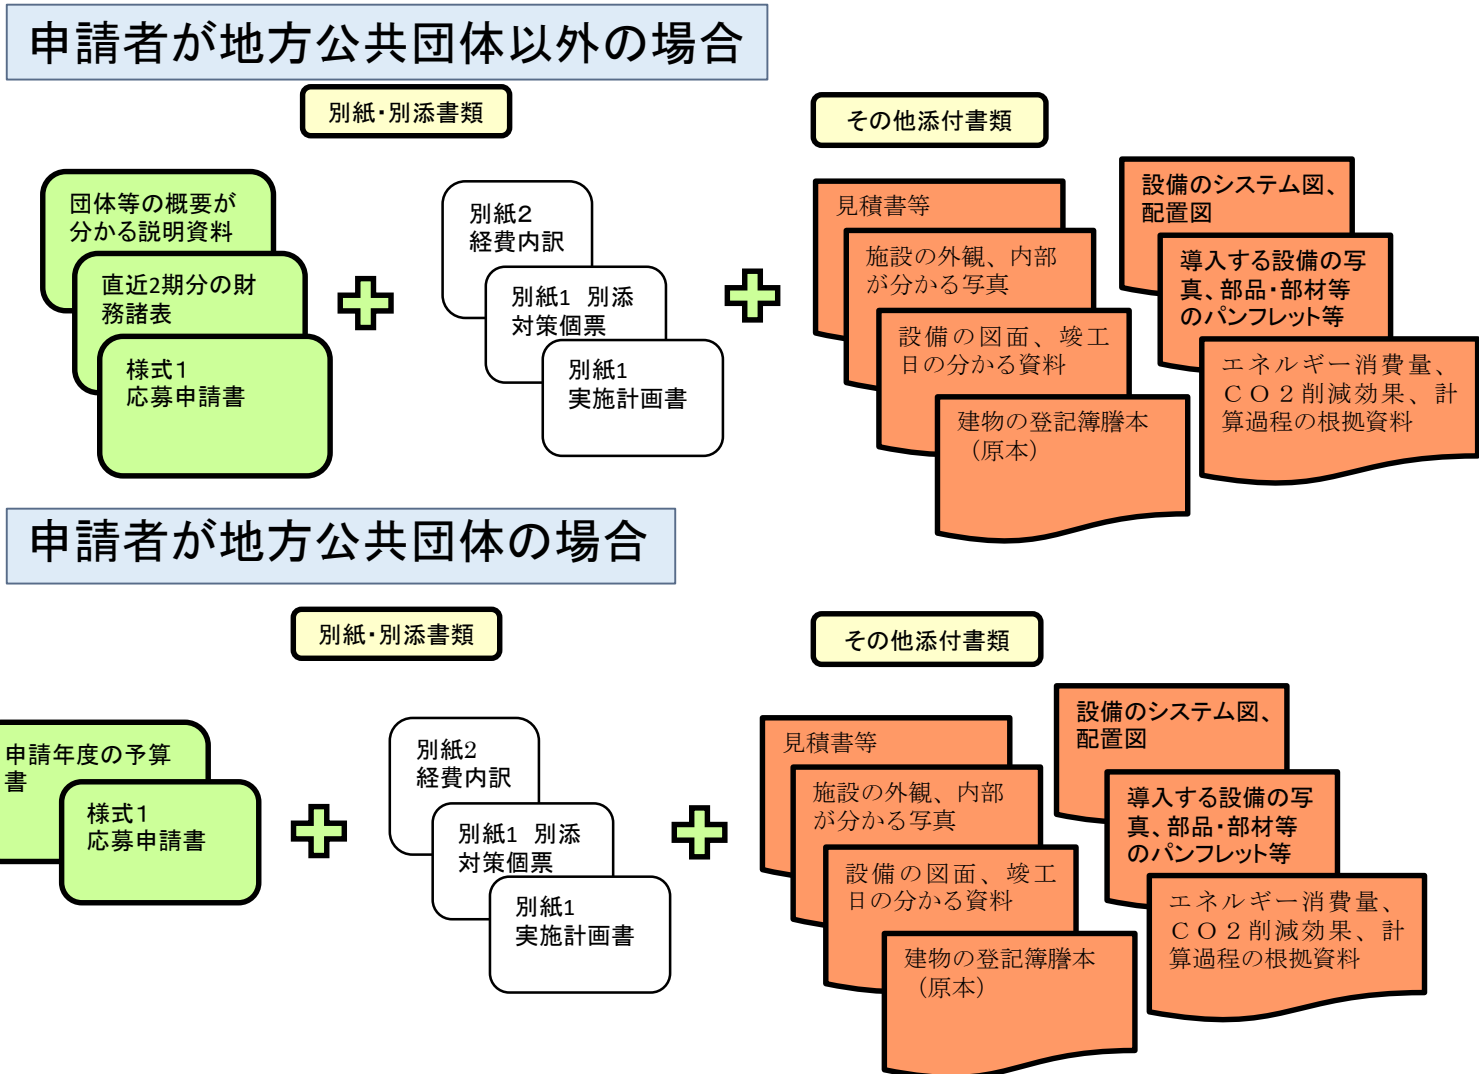 申請者が地方公共団体以外の場合
別紙・別添書類
その他添付書類
団体等の概要が
分かる説明資料
直近2期分の財
務諸表
様式1
応募申請書
別紙２
経費内訳
別紙1 別添
対策個票
別紙1
実施計画書
見積書等
施設の外観、内部
が分かる写真
設備の図面、竣工
日の分かる資料
建物の登記簿謄本
（原本）
設備のシステム図、
配置図
導入する設備の写
真、部品・部材等
のパンフレット等
エネルギー消費量、
ＣＯ２削減効果、計
算過程の根拠資料
申請者が地方公共団体の場合
別紙・別添書類
その他添付書類
申請年度の予算
書
様式1
応募申請書
別紙2
経費内訳
別紙1 別添
対策個票
別紙1
実施計画書
見積書等
施設の外観、内部
が分かる写真
設備の図面、竣工
日の分かる資料
建物の登記簿謄本
（原本）
設備のシステム図、
配置図
導入する設備の写
真、部品・部材等
のパンフレット等
エネルギー消費量、
ＣＯ２削減効果、計
算過程の根拠資料